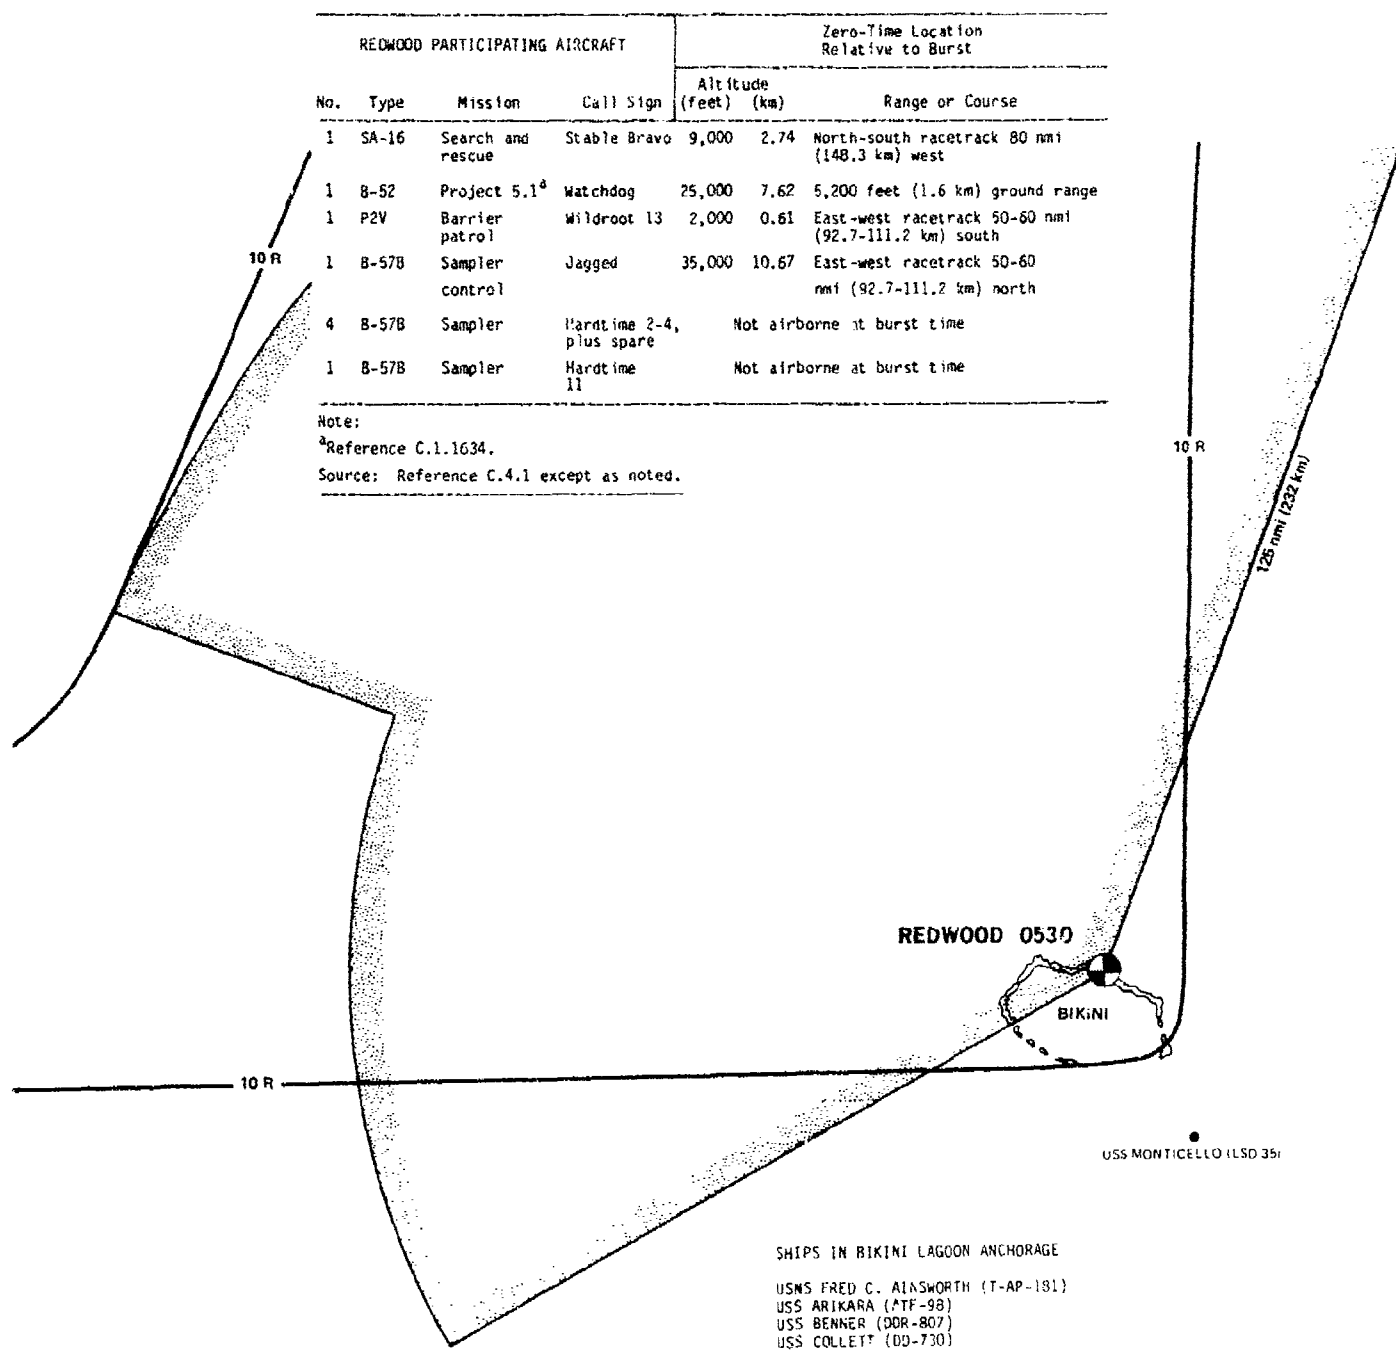 REDWOOD PARTICIPATING AIRCRAFT
Zero-Time Location
Relative to Burst
Altitude
No. Type Mission Call Sign (feet) (km) Range or Course
1 SA-16 Search and Stable Bravo 9,000 2.74 North-south racetrack 80 nmi
rescue (148.3 km) west
1 B-52 Project 5.1a Watchdog 25,000 7.62 5,200 feet (1.6 km) ground range
1 P2V Barrier Wildroot 13 2,000 0.61 East-west racetrack 50-60 nmi
patrol (92.7-111.2 km) south
1 B-57B Sampler Jagged 35,000 10.67 East-west racetrack 50-60
control nmi (92.7-111.2 km) north
4 B-57B Sampler Hardtime 2-4, Not airborne at burst time
plus spare
1 B-57B Sampler Hardtime Not airborne at burst time
11
Note:
aReference C.1.1634.
Source: Reference C.4.1 except as noted.
10 R
10 R
125 nmi (232 km)
REDWOOD 0530
BIKINI
10 R
USS MONTICELLO (LSD 35)
SHIPS IN BIKINI LAGOON ANCHORAGE
USNS FRED C. AINSWORTH (T-AP-181)
USS ARIKARA (ATF-98)
USS BENNER (DDR-807)
USS COLLETT (DD-730)